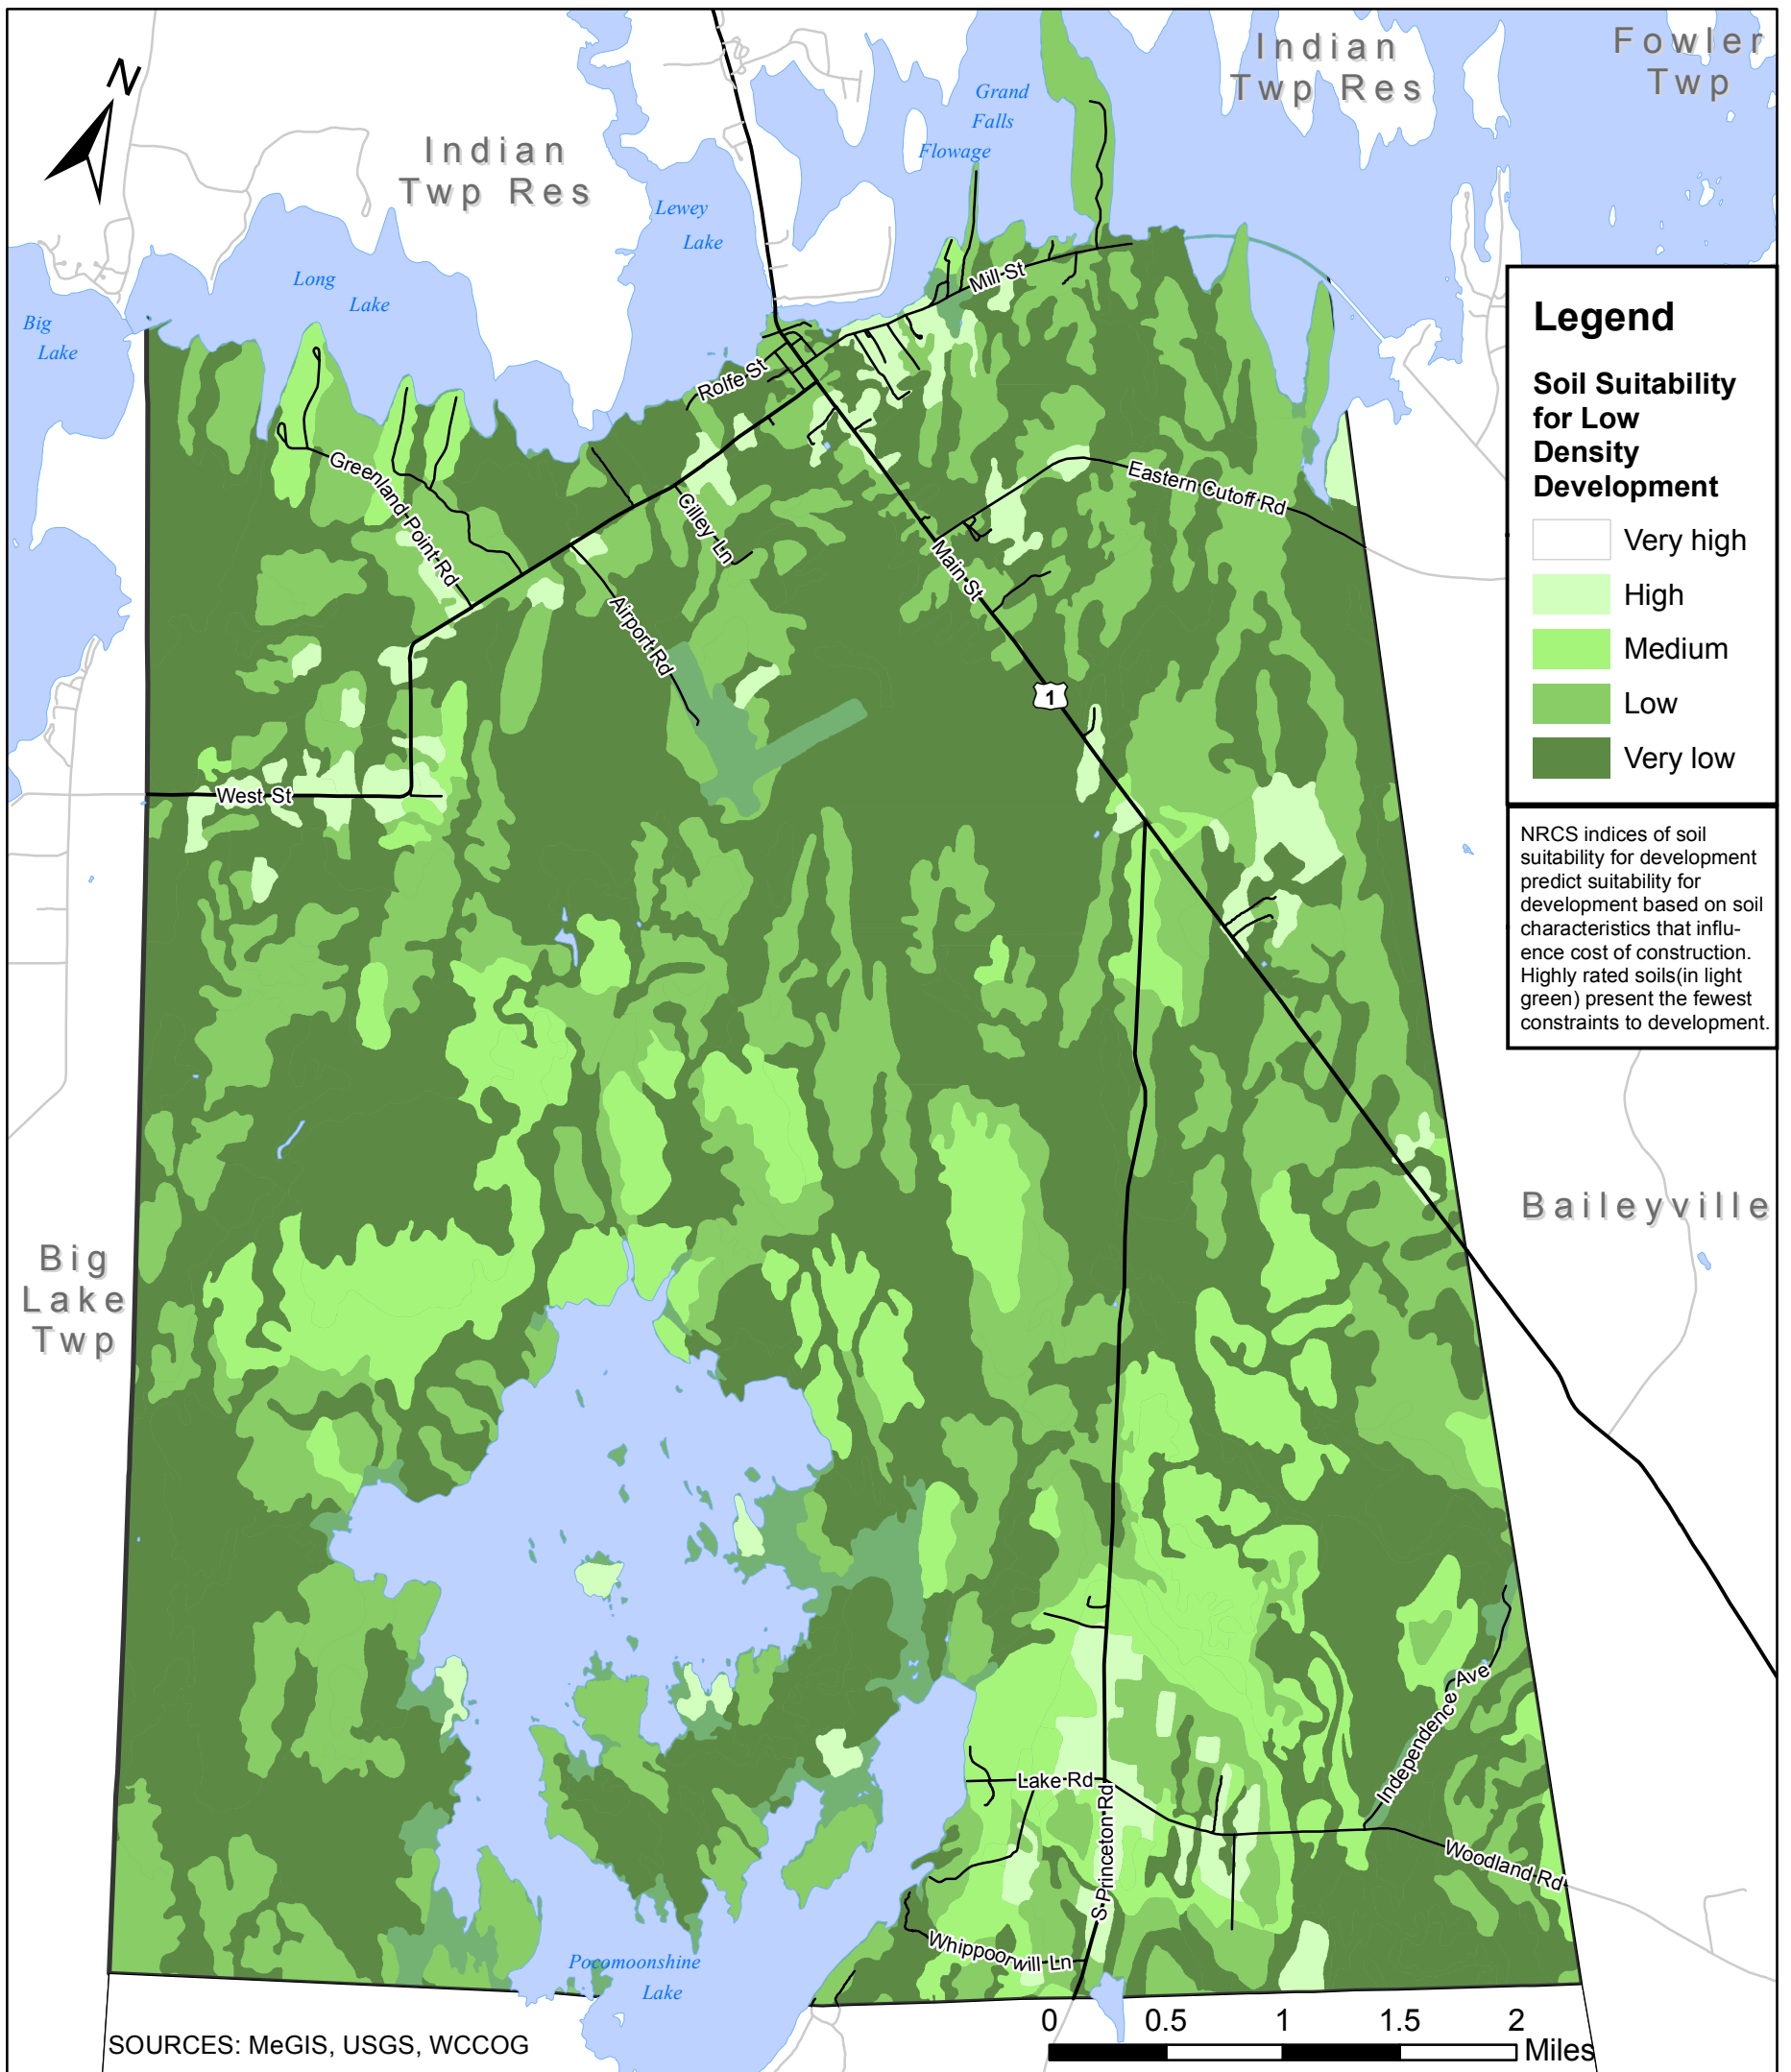 N
Indian
Twp Res
Grand
Falls
Flowage
Indian
Twp Res
Fowler
Twp
Lewey
Lake
Long
Lake
Big
Lake
Mill St
Rolfe St
Greenland Point Rd
Cilley Ln
Eastern Cutoff Rd
Main St
Airport Rd
1
West St
Legend
Soil Suitability
for Low
Density
Development
Very high
High
Medium
Low
Very low
NRCS indices of soil
suitability for development
predict suitability for
development based on soil
characteristics that influ-
ence cost of construction.
Highly rated soils(in light
green) present the fewest
constraints to development.
Baileyville
Big
Lake
Twp
Independence Ave
Lake Rd
S Princeton Rd
Woodland Rd
Whippoorwill Ln
Pocomoonshine
Lake
SOURCES: MeGIS, USGS, WCCOG
0 0.5 1 1.5 2
Miles